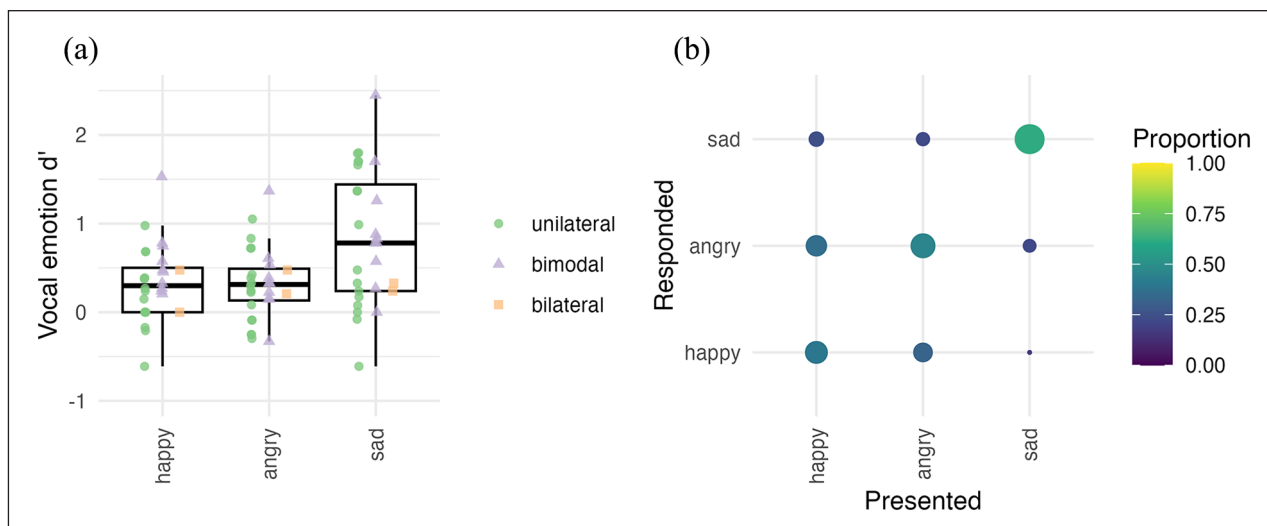 (a)
Vocal emotion d'
2
1
0
-1
happy
angry
sad
unilateral
bimodal
bilateral
(b)
Responded
sad
angry
happy
happy
angry
sad
Presented
Proportion
1.00
0.75
0.50
0.25
0.00